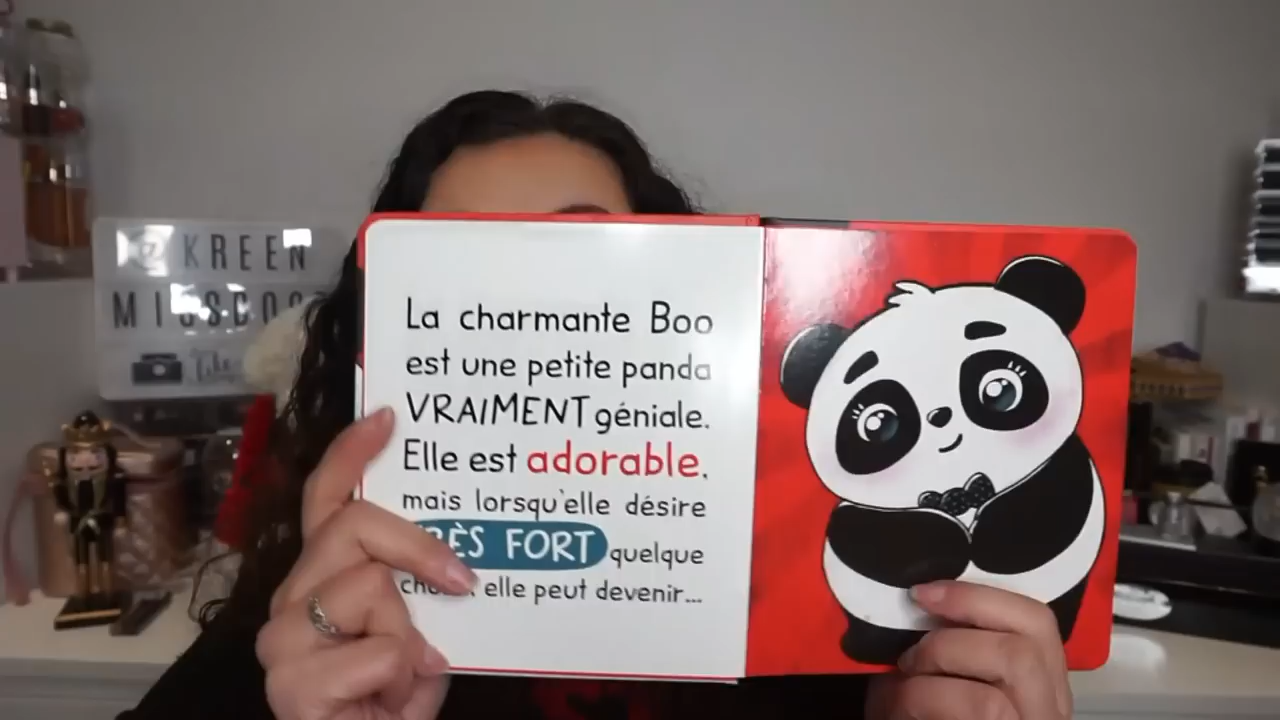 @ KREEN
La charmante Boo
est une petite panda
VRAIMENT géniale.
Elle est adorable,
mais lorsqu'elle désire
FORT quelque
elle peut devenir...